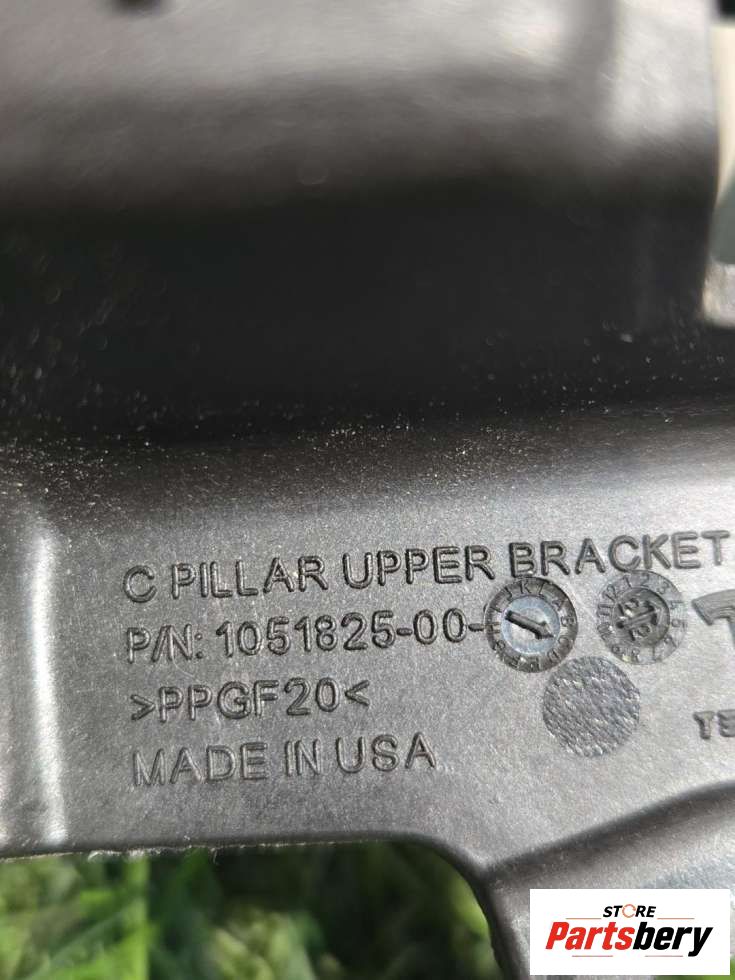 C PILLAR UPPER BRACKET
P/N: 1051825-00-
>PPGF20<
MADE IN USA
STORE
Partsbery